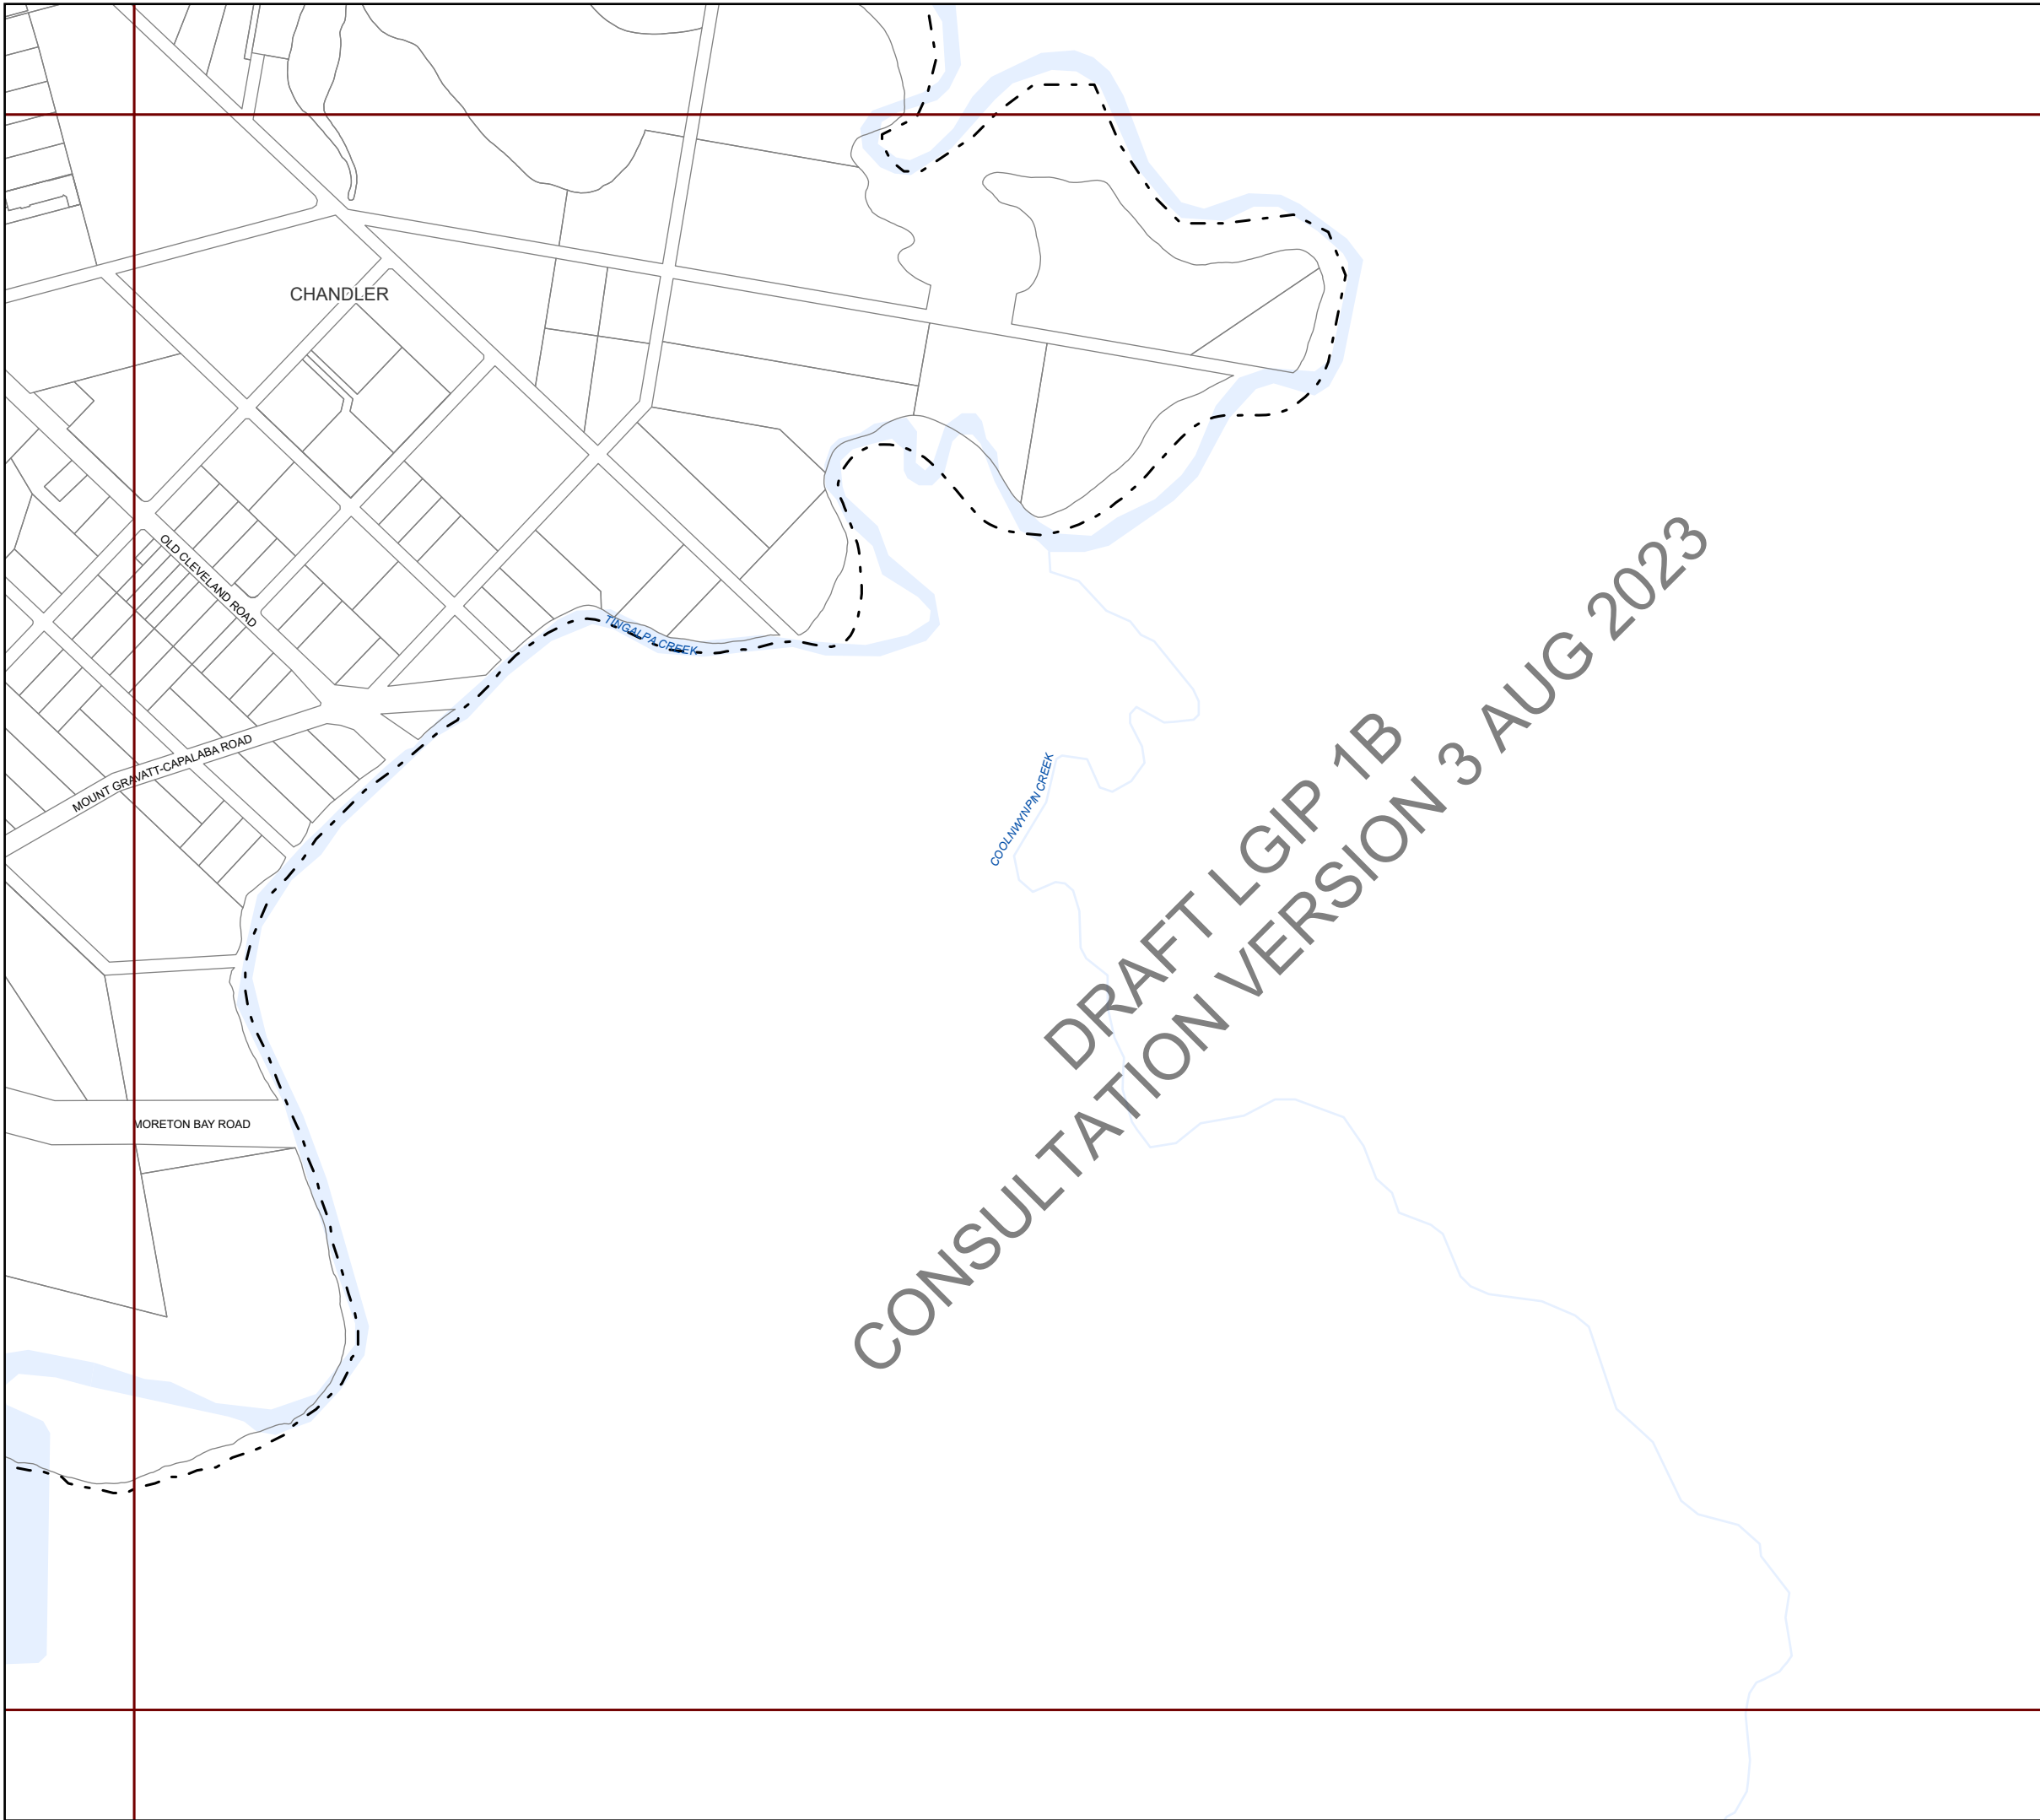 CHANDLER
OLD CLEVELAND ROAD
TINGALPA CREEK
MOUNT GRAVATT-CAPALABA ROAD
COOLNWYNPIN CREEK
DRAFT LGIP 1B
CONSULTATION VERSION 3 AUG 2023
MORETON BAY ROAD